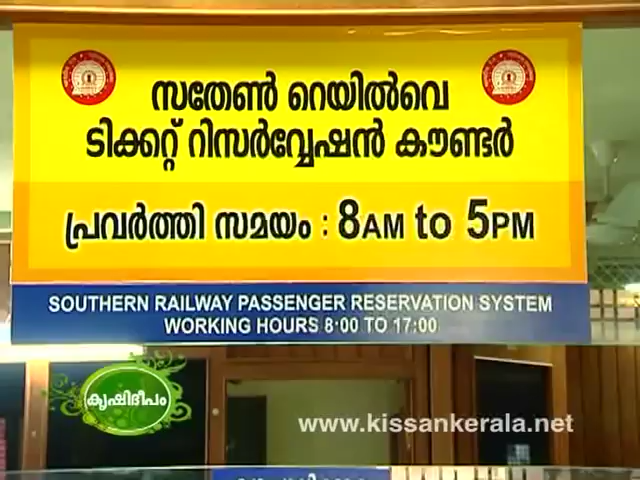 സതേൺ റെയിൽവെ
ടിക്കറ്റ് റിസർവ്വേഷൻ കൗണ്ടർ
പ്രവർത്തി സമയം : 8AM to 5PM
SOUTHERN RAILWAY PASSENGER RESERVATION SYSTEM
WORKING HOURS 8:00 TO 17:00
കൃഷിദീപം
www.kissankerala.net